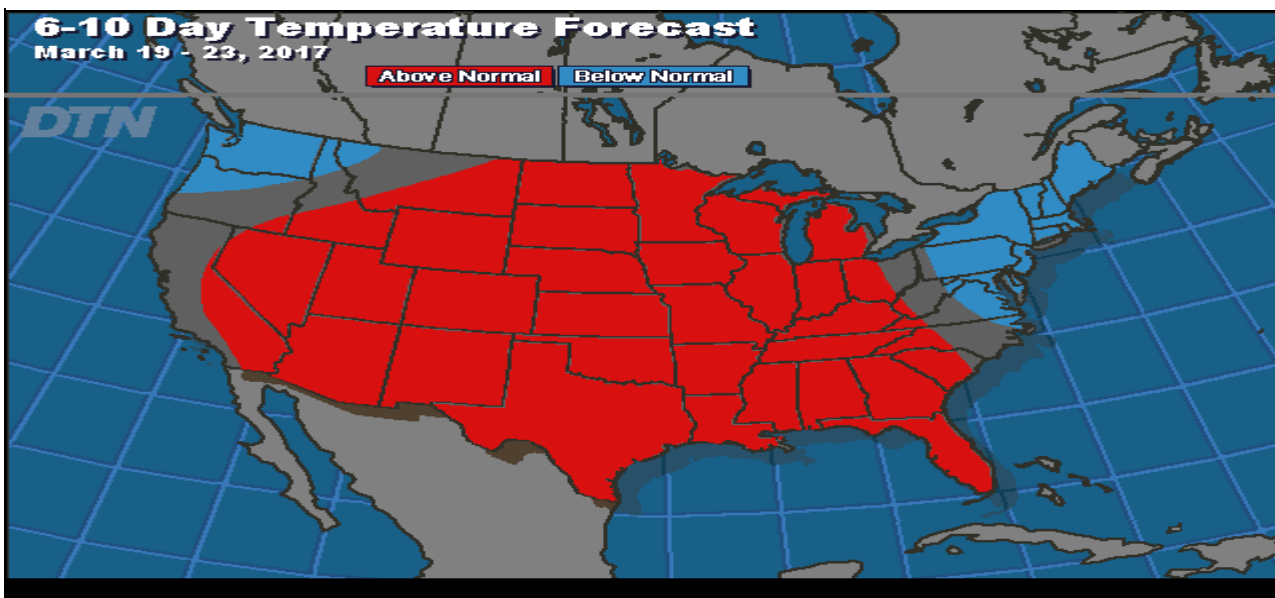 6-10 Day Temperature Forecast
March 19 - 23, 2017
Above Normal Below Normal
DTN